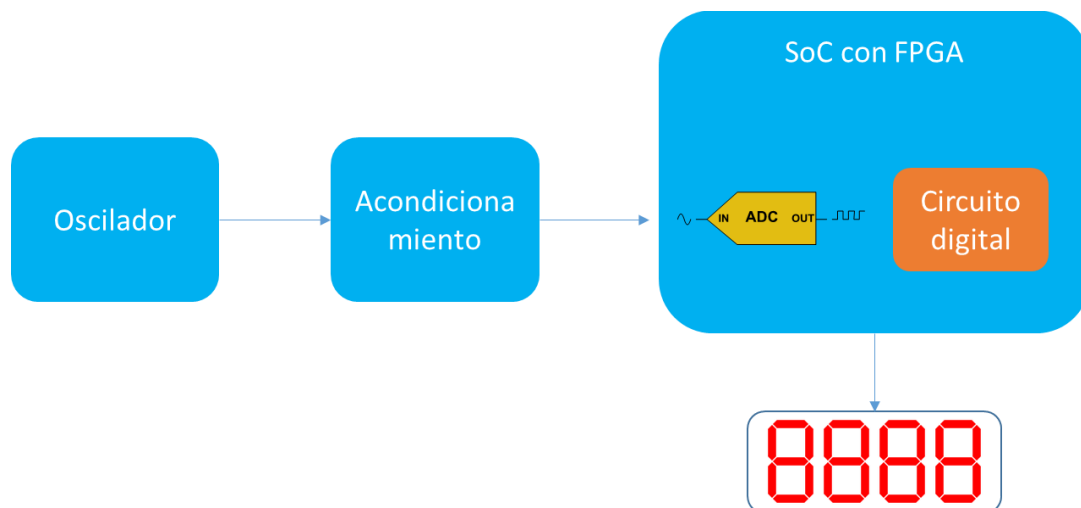 SoC con FPGA
Oscilador
Acondiciona
miento
IN ADC OUT
Circuito
digital
8888